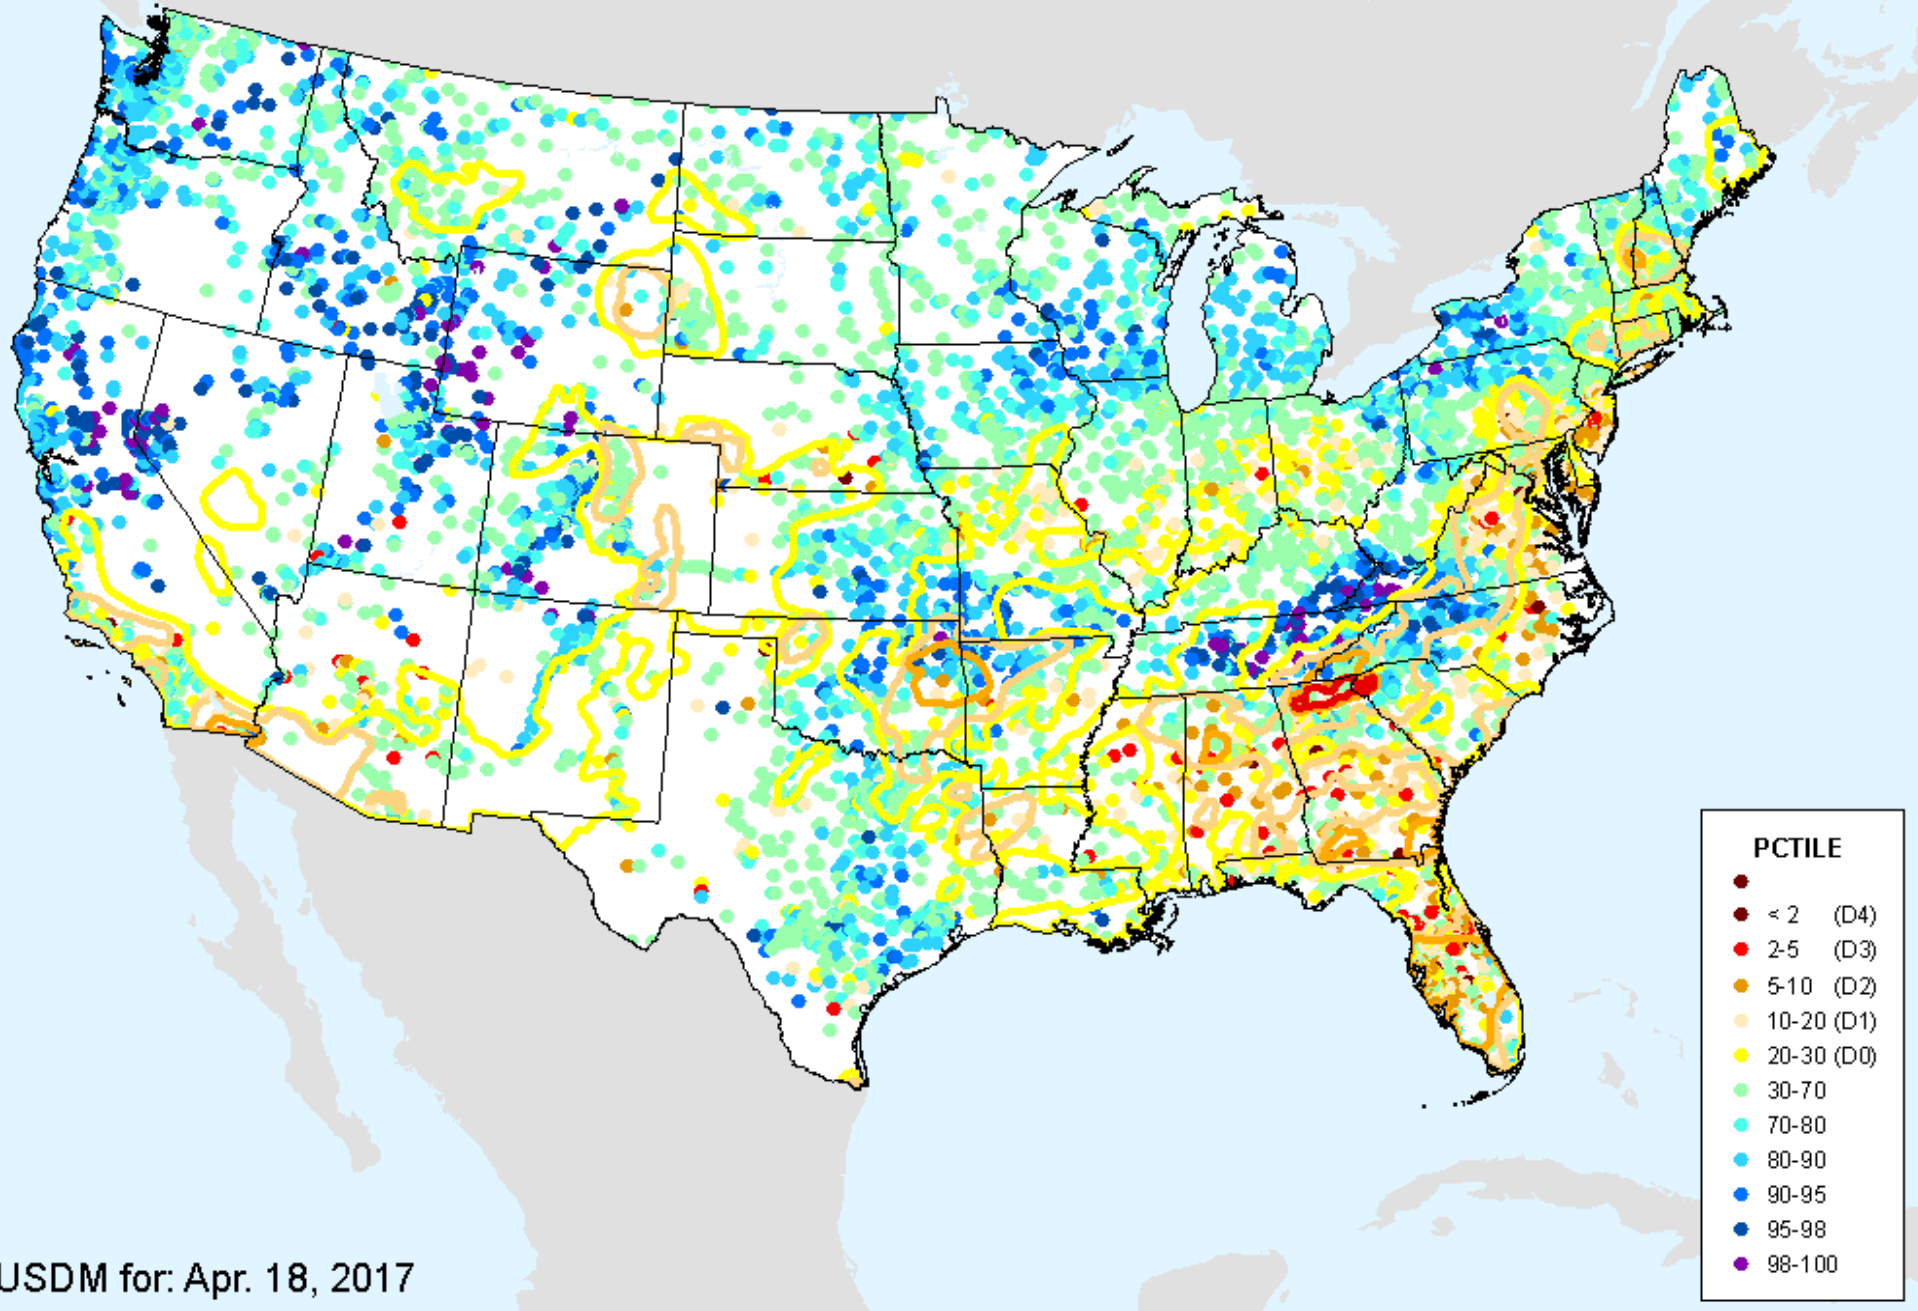 PCTILE
< 2 (D4)
2-5 (D3)
5-10 (D2)
10-20 (D1)
20-30 (D0)
30-70
70-80
80-90
90-95
95-98
98-100
USDM for: Apr. 18, 2017